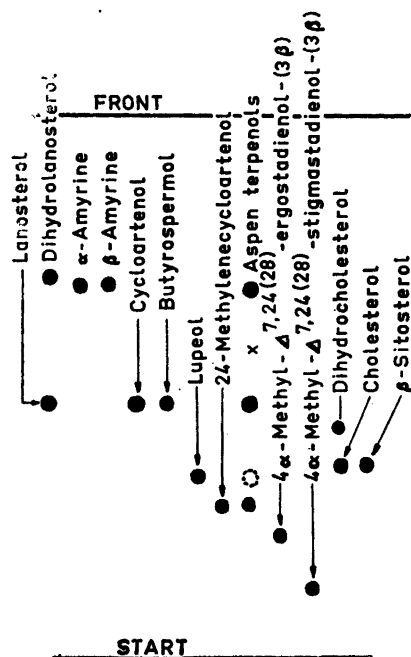 FRONT
Lanosterol
Dihydrolanosterol
α-Amyrine
β-Amyrine
Cycloartenol
Butyrospermol
Lupeol
24-Methylenecycloartenol
Aspen terpenols
x
4α-Methyl-Δ7,24(28)-ergostadienol-(3β)
4α-Methyl-Δ7,24(28)-stigmastadienol-(3β)
Dihydrocholesterol
Cholesterol
β-Sitosterol
START